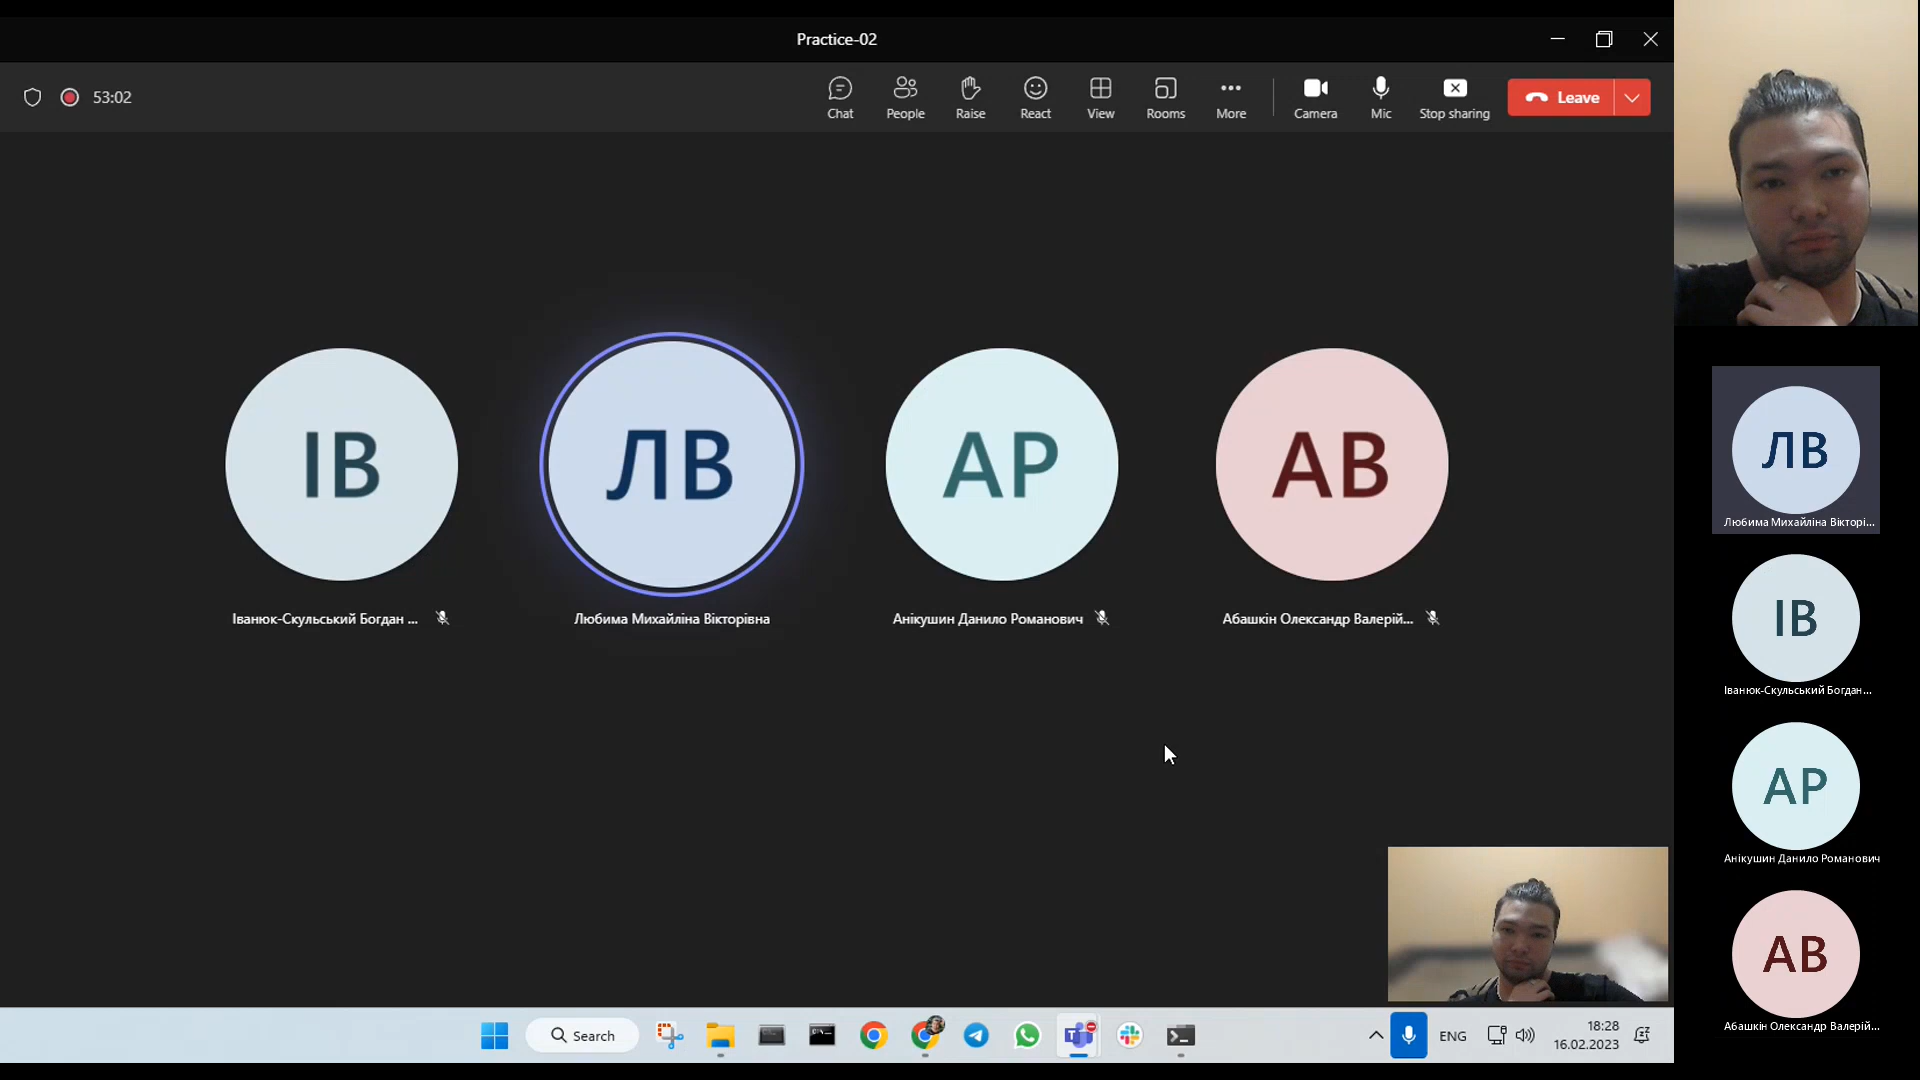 Practice-02
53:02
Chat
People
Raise
React
View
Rooms
More
Camera
Mic
Stop sharing
Leave
ІВ
ЛВ
АР
АВ
Іванюк-Скульський Богдан ...
Любима Михайліна Вікторівна
Анікушин Данило Романович
Абашкін Олександр Валерій...
ЛВ
Любима Михайліна Вікторі...
ІВ
Іванюк-Скульський Богдан...
АР
Анікушин Данило Романович
АВ
Абашкін Олександр Валерій...
Search
ENG
18:28
16.02.2023